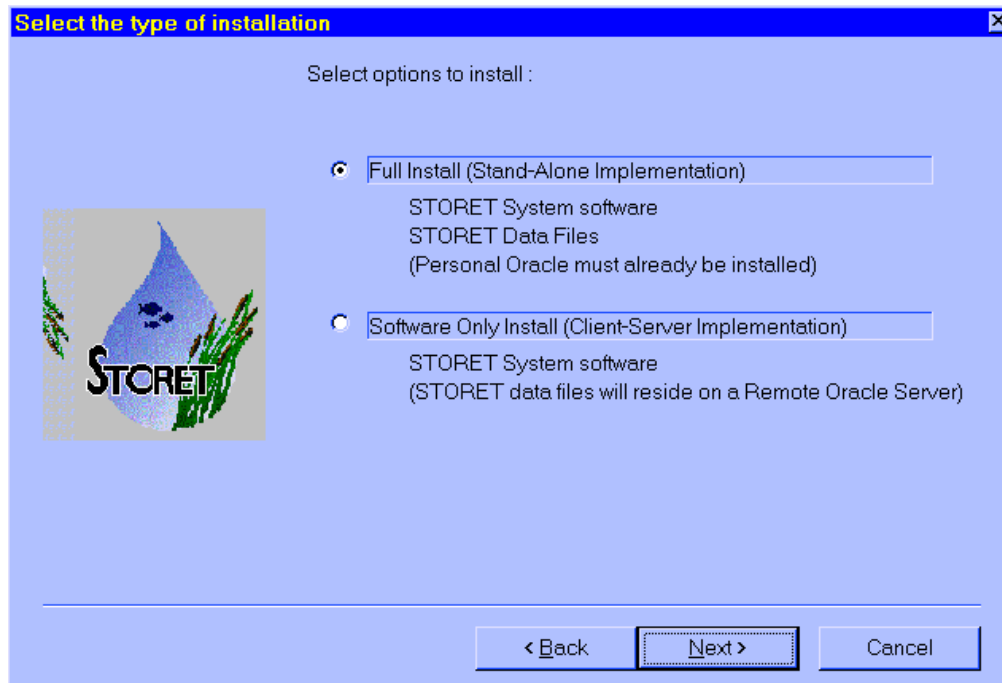 Select the type of installation
Select options to install :
Full Install (Stand-Alone Implementation)
STORET System software
STORET Data Files
(Personal Oracle must already be installed)
STORET
Software Only Install (Client-Server Implementation)
STORET System software
(STORET data files will reside on a Remote Oracle Server)
< Back
Next >
Cancel